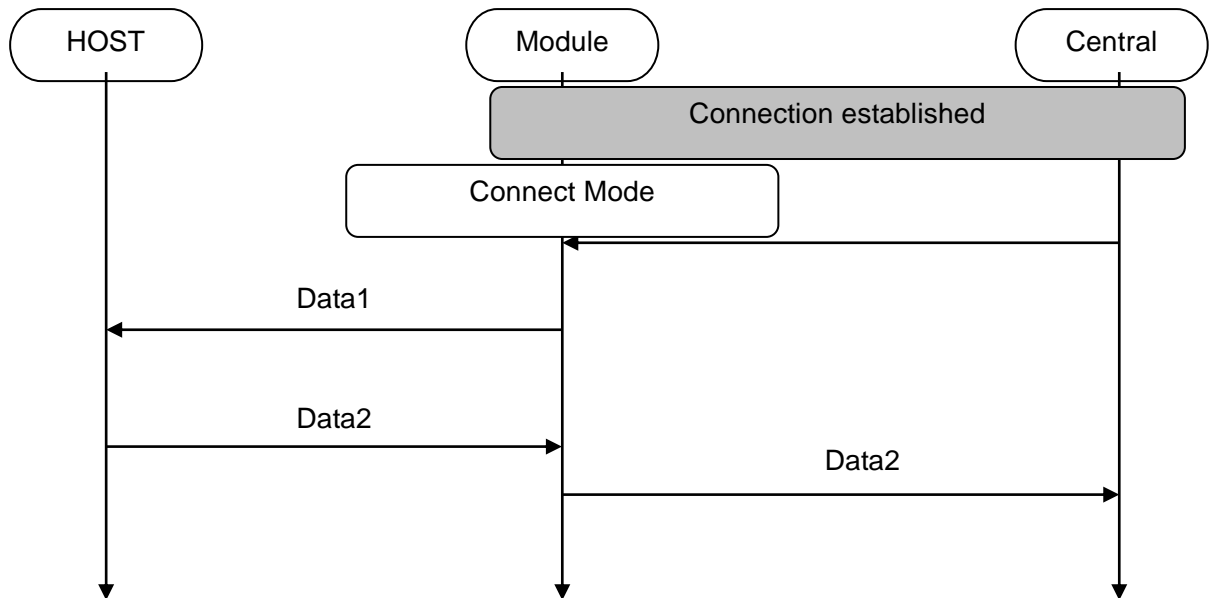 HOST
Module
Central
Connection established
Connect Mode
Data1
Data2
Data2